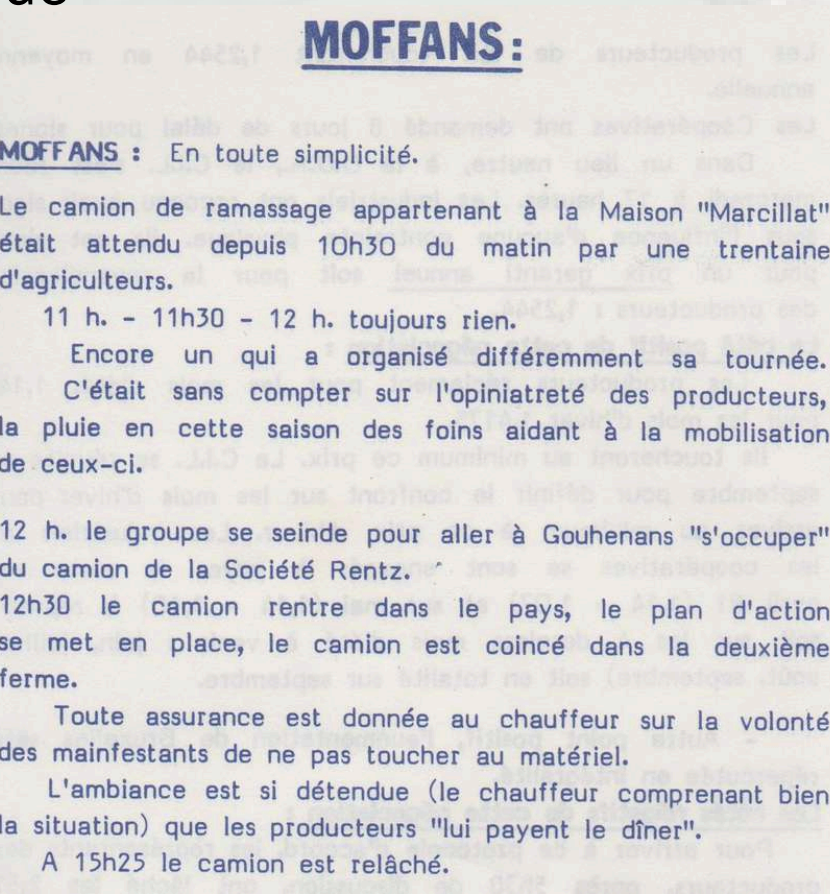 MOFFANS :
MOFFANS : En toute simplicité.
Le camion de ramassage appartenant à la Maison "Marcillat"
était attendu depuis 10h30 du matin par une trentaine
d'agriculteurs.
11 h. - 11h30 - 12 h. toujours rien.
Encore un qui a organisé différemment sa tournée.
C'était sans compter sur l'opiniatreté des producteurs,
la pluie en cette saison des foins aidant à la mobilisation
de ceux-ci.
12 h. le groupe se seinde pour aller à Gouhenans "s'occuper"
du camion de la Société Rentz.
12h30 le camion rentre dans le pays, le plan d'action
se met en place, le camion est coincé dans la deuxième
ferme.
Toute assurance est donnée au chauffeur sur la volonté
des mainfestants de ne pas toucher au matériel.
L'ambiance est si détendue (le chauffeur comprenant bien
la situation) que les producteurs "lui payent le dîner".
A 15h25 le camion est relâché.